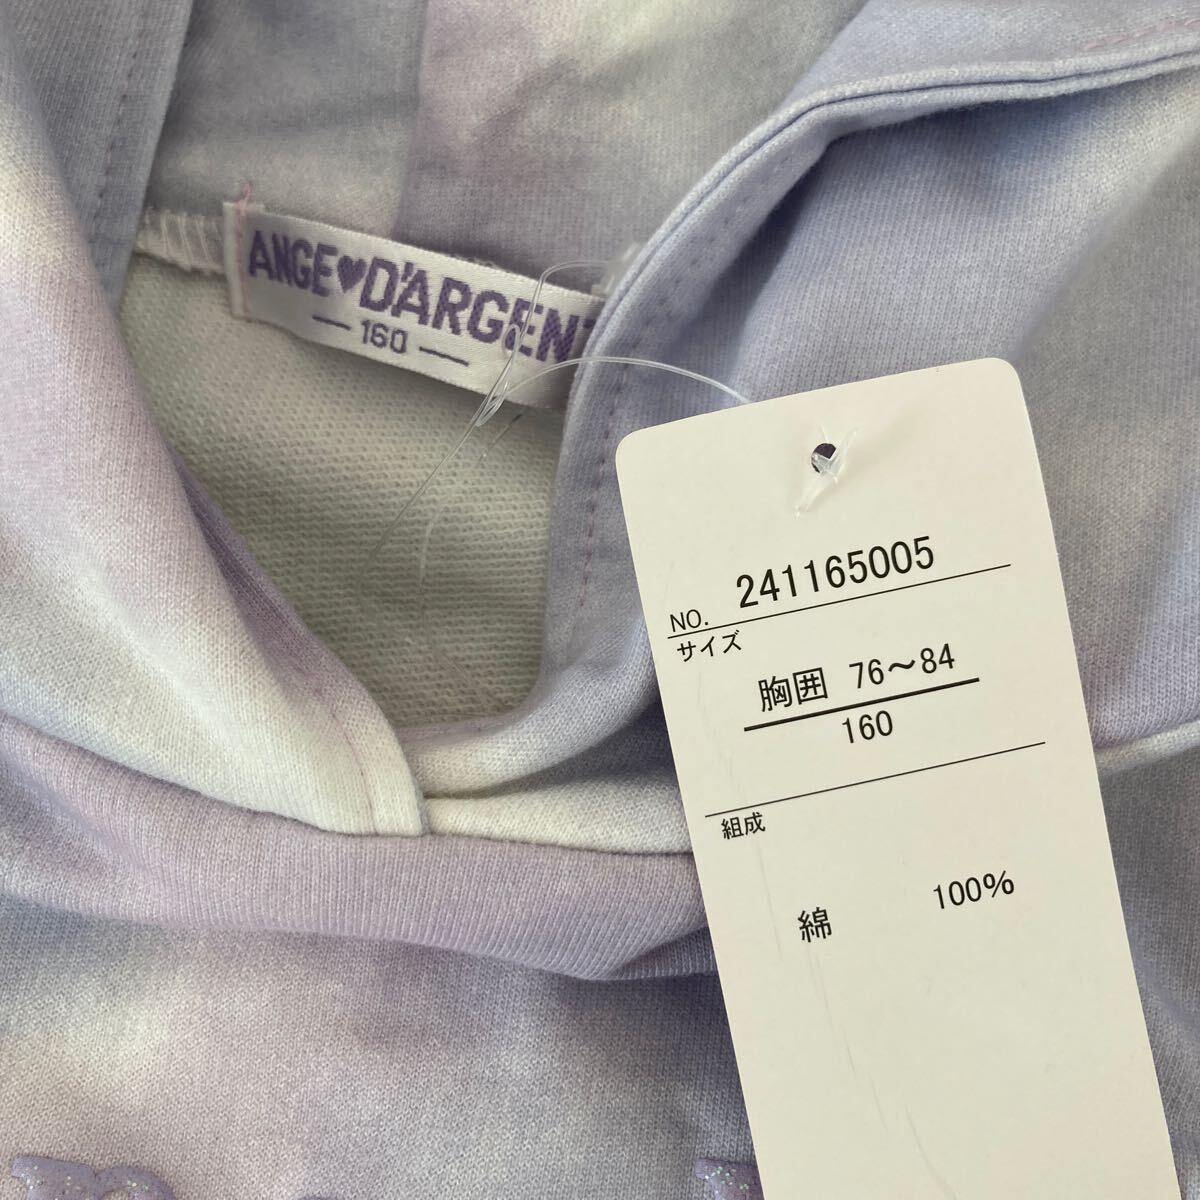 ANGE♥D'ARGENT
— 160 —
NO. 241165005
サイズ
胸囲 76～84
160
組成
綿 100%